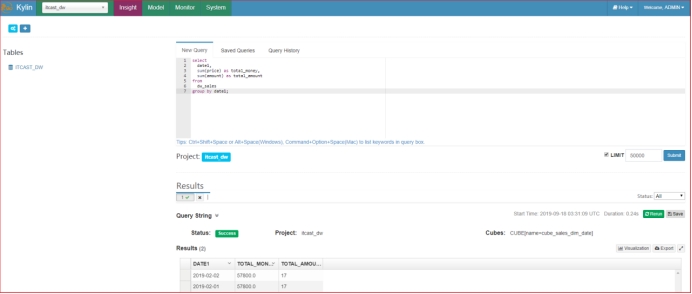 Kylin
itcast_dw
Insight
Model
Monitor
System
Help
Welcome, ADMIN
Tables
ITCAST_DW
New Query
Saved Queries
Query History
1 select
2 date1,
3 sum(price) as total_money,
4 sum(amount) as total_amount
5 from
6 dw_sales
7 group by date1;
Tips: Ctrl+Shift+Space or Alt+Space(Windows), Command+Option+Space(Mac) to list keywords in query box.
Project: itcast_dw
LIMIT 50000 Submit
Results
1
Status: All
Query String
Start Time: 2019-09-18 03:31:09 UTC Duration: 0.24s Rerun Save
Status: Success Project: itcast_dw Cubes: CUBE[name=cube_sales_dim_date]
Results (2)
Visualization Export
DATE1 TOTAL_MON... TOTAL_AMOU...
2019-02-02 57800.0 17
2019-02-01 57600.0 17